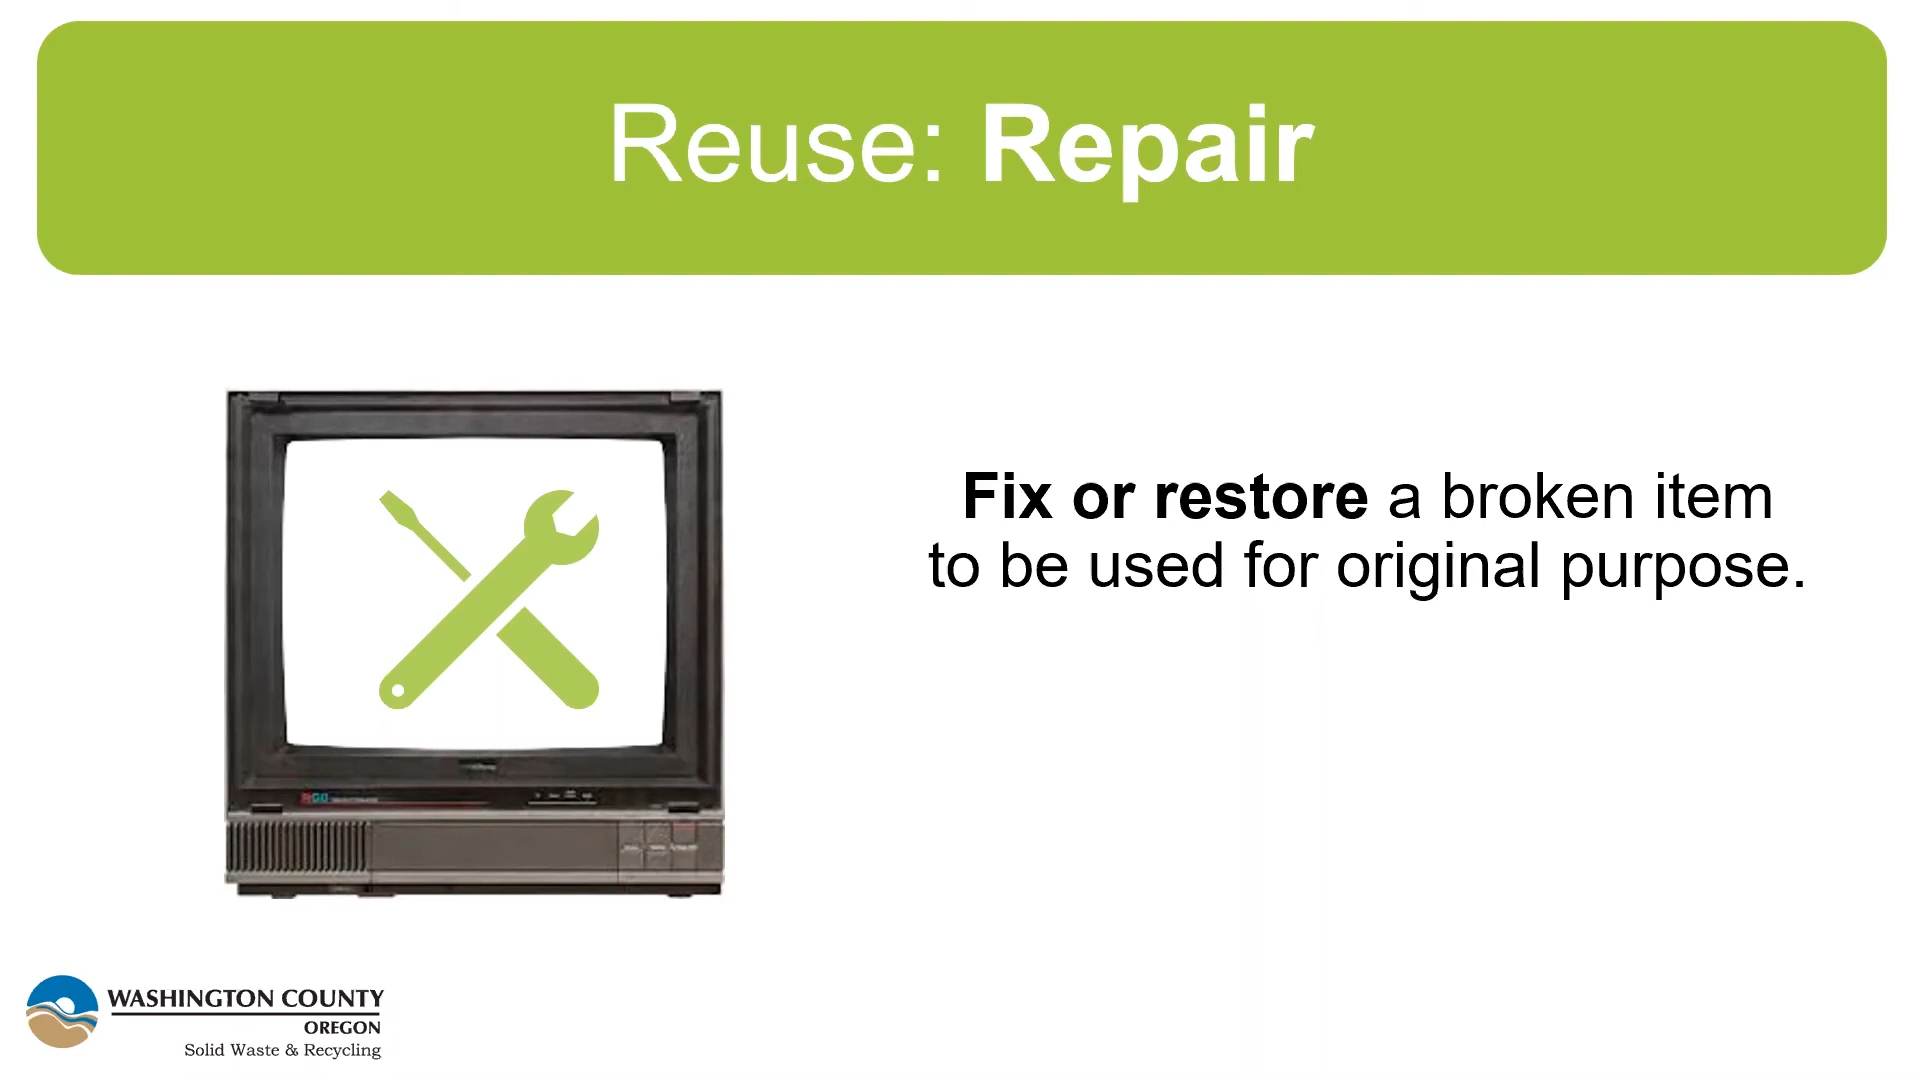 Reuse: Repair
Fix or restore a broken item
to be used for original purpose.
WASHINGTON COUNTY
OREGON
Solid Waste & Recycling